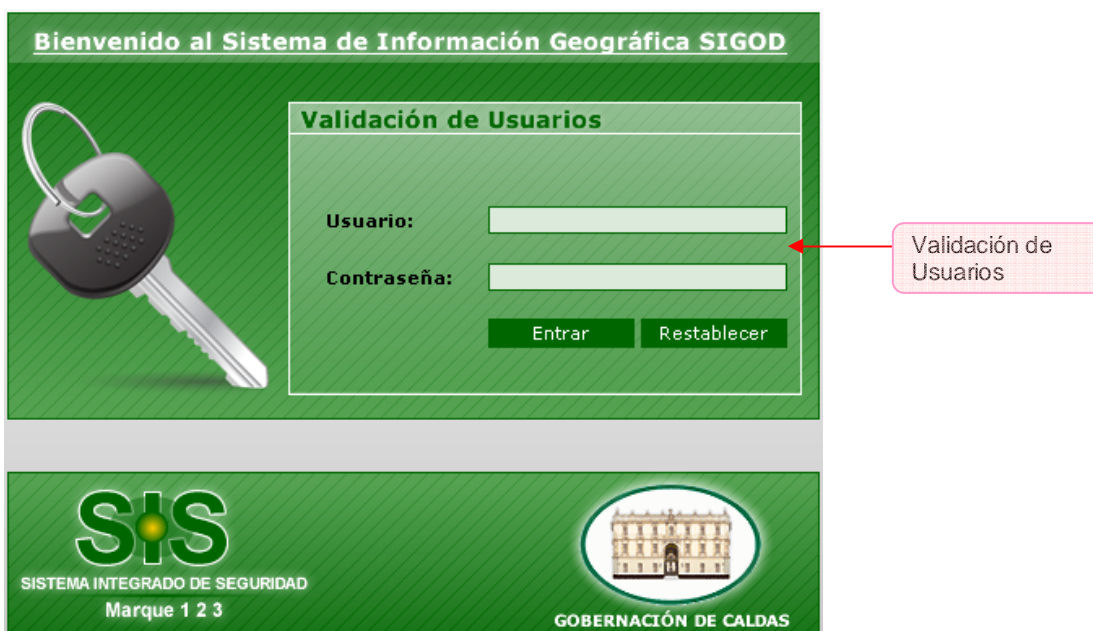 Bienvenido al Sistema de Información Geográfica SIGOD
Validación de Usuarios
Usuario:
Contraseña:
Entrar
Restablecer
Validación de
Usuarios
SIS
SISTEMA INTEGRADO DE SEGURIDAD
Marque 1 2 3
GOBERNACIÓN DE CALDAS